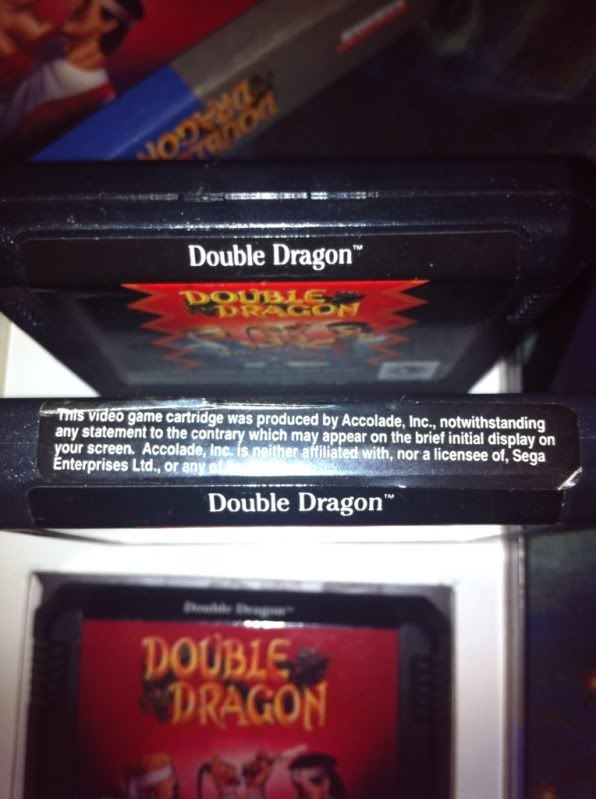 DOUBLE
DRAGON
Double Dragon™
DOUBLE
DRAGON
This video game cartridge was produced by Accolade, Inc., notwithstanding
any statement to the contrary which may appear on the brief initial display on
your screen. Accolade, Inc. is neither affiliated with, nor a licensee of, Sega
Enterprises Ltd., or any of
Double Dragon™
Double Dragon™
DOUBLE
DRAGON